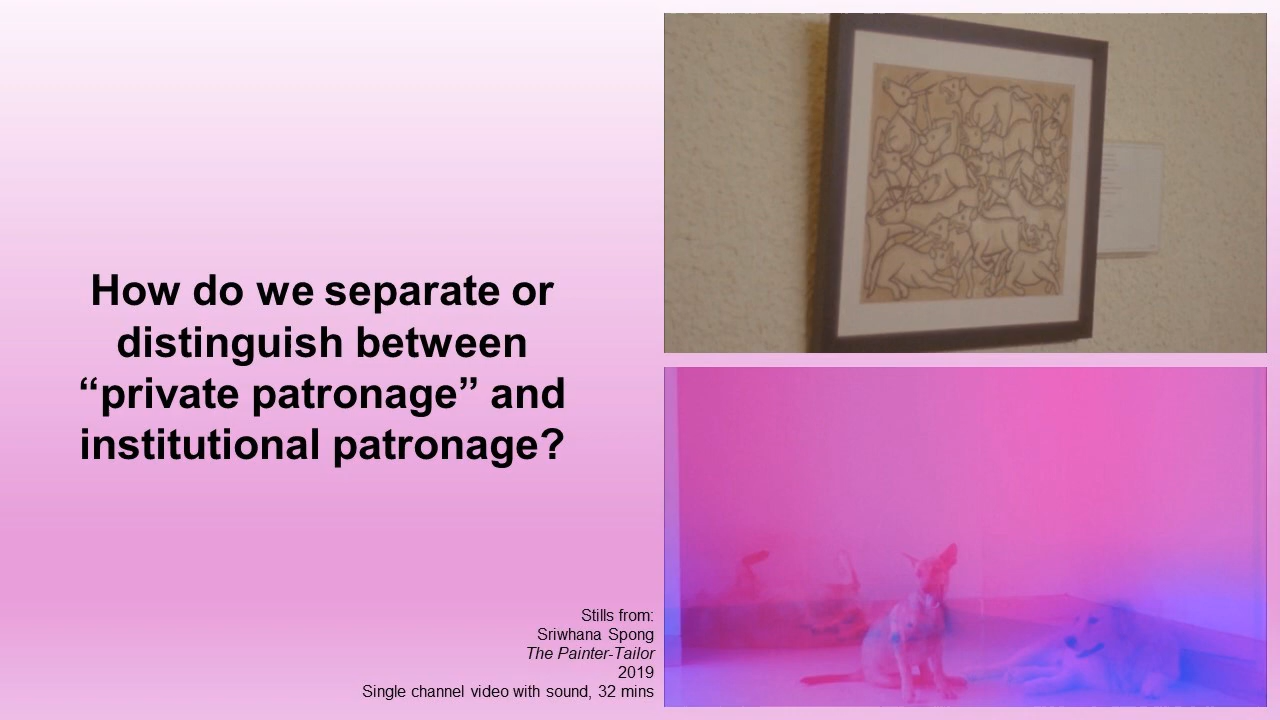 How do we separate or
distinguish between
“private patronage” and
institutional patronage?
Stills from:
Sriwhana Spong
The Painter-Tailor
2019
Single channel video with sound, 32 mins